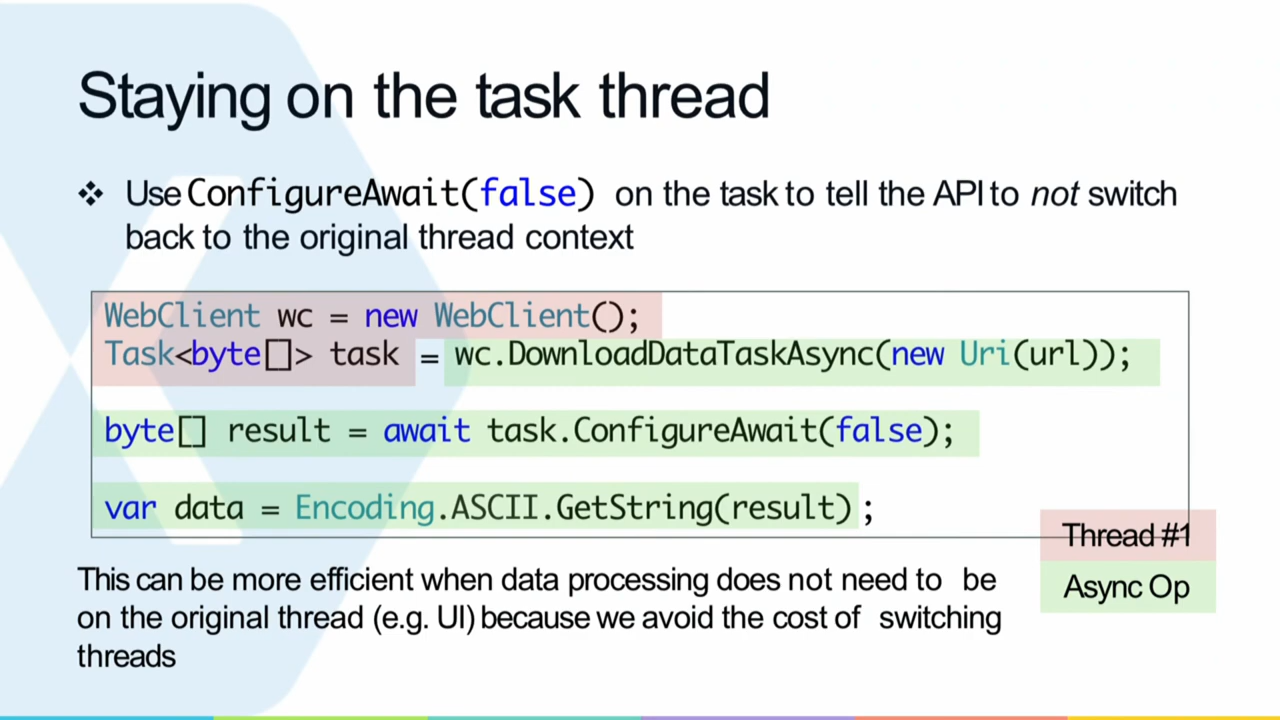 Staying on the task thread
❖ Use ConfigureAwait(false) on the task to tell the API to not switch
back to the original thread context
WebClient wc = new WebClient();
Task<byte[]> task = wc.DownloadDataTaskAsync(new Uri(url));
byte[] result = await task.ConfigureAwait(false);
var data = Encoding.ASCII.GetString(result);
Thread #1
Async Op
This can be more efficient when data processing does not need to be
on the original thread (e.g. UI) because we avoid the cost of switching
threads